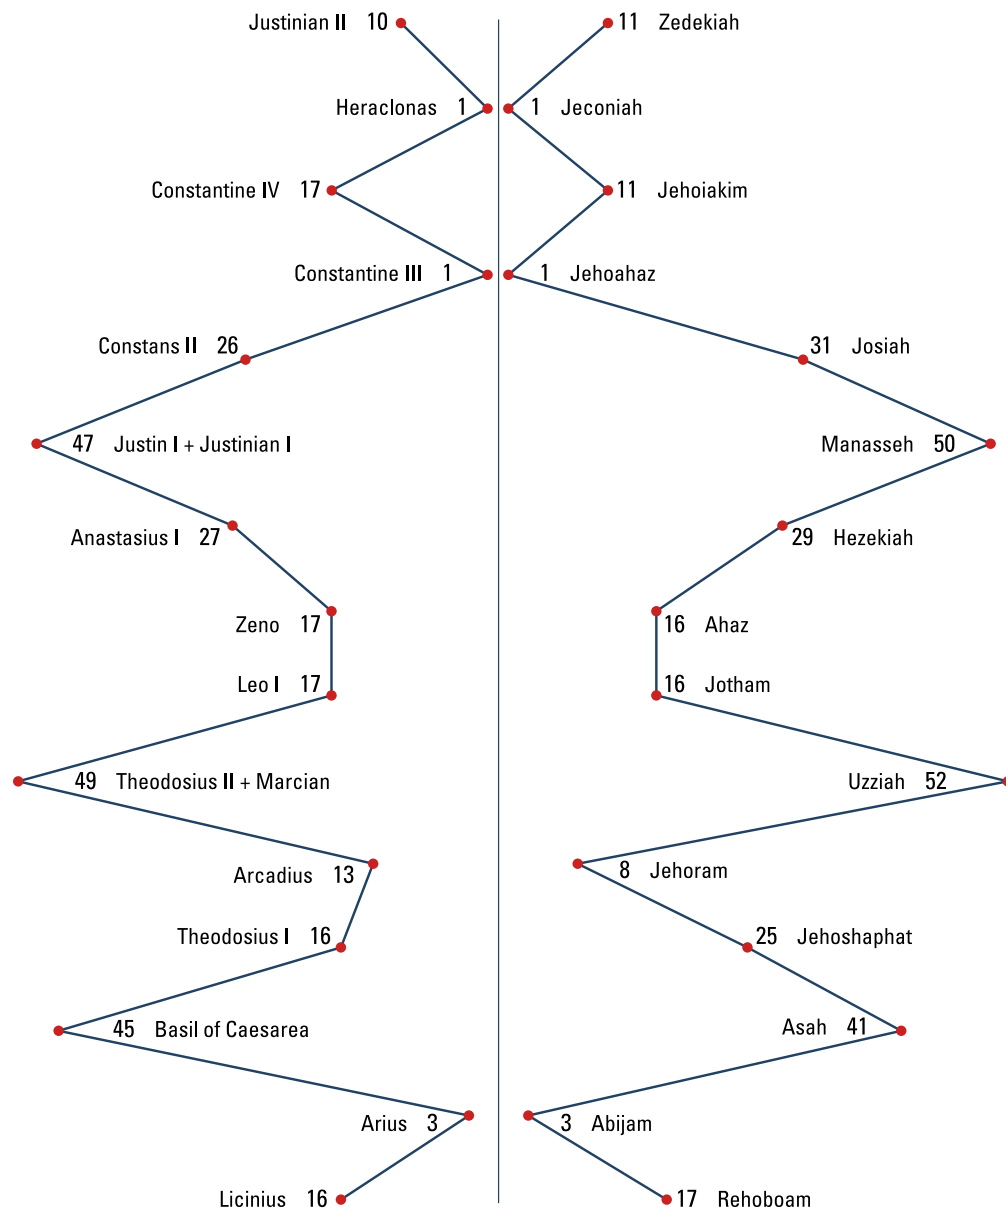 Justinian II 10 11 Zedekiah
Heraclonas 1 1 Jeconiah
Constantine IV 17 11 Jehoiakim
Constantine III 1 1 Jehoahaz
Constans II 26 31 Josiah
47 Justin I + Justinian I Manasseh 50
Anastasius I 27 29 Hezekiah
Zeno 17 16 Ahaz
Leo I 17 16 Jotham
49 Theodosius II + Marcian Uzziah 52
Arcadius 13 8 Jehoram
Theodosius I 16 25 Jehoshaphat
45 Basil of Caesarea Asah 41
Arius 3 3 Abijam
Licinius 16 17 Rehoboam